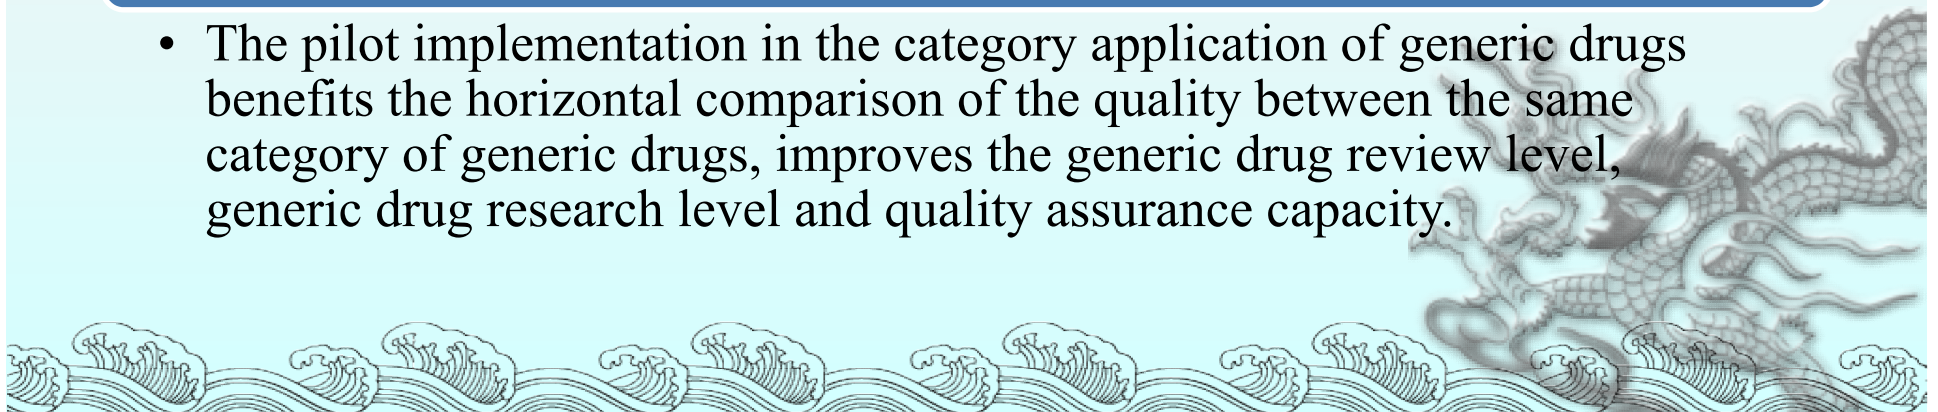 • The pilot implementation in the category application of generic drugs
benefits the horizontal comparison of the quality between the same
category of generic drugs, improves the generic drug review level,
generic drug research level and quality assurance capacity.